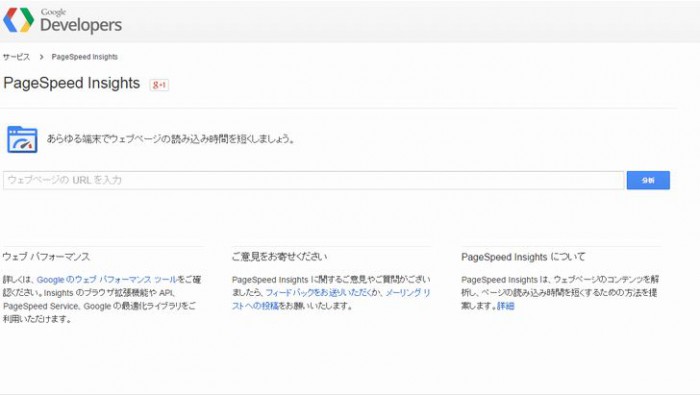 Google
Developers
サービス > PageSpeed Insights
PageSpeed Insights g+1
あらゆる端末でウェブページの読み込み時間を短くしましょう。
ウェブページの URL を入力 分析
ウェブ パフォーマンス
詳しくは、Google のウェブ パフォーマンス ツールをご確
認ください。Insights のブラウザ拡張機能や API、
PageSpeed Service、Google の最適化ライブラリをご
利用いただけます。
ご意見をお寄せください
PageSpeed Insights に関するご意見やご質問がござい
ましたら、フィードバックをお送りいただくか、メーリング リ
ストへの投稿をお願いいたします。
PageSpeed Insights について
PageSpeed Insights は、ウェブページのコンテンツを解
析し、ページの読み込み時間を短くするための方法を提
案します。詳細